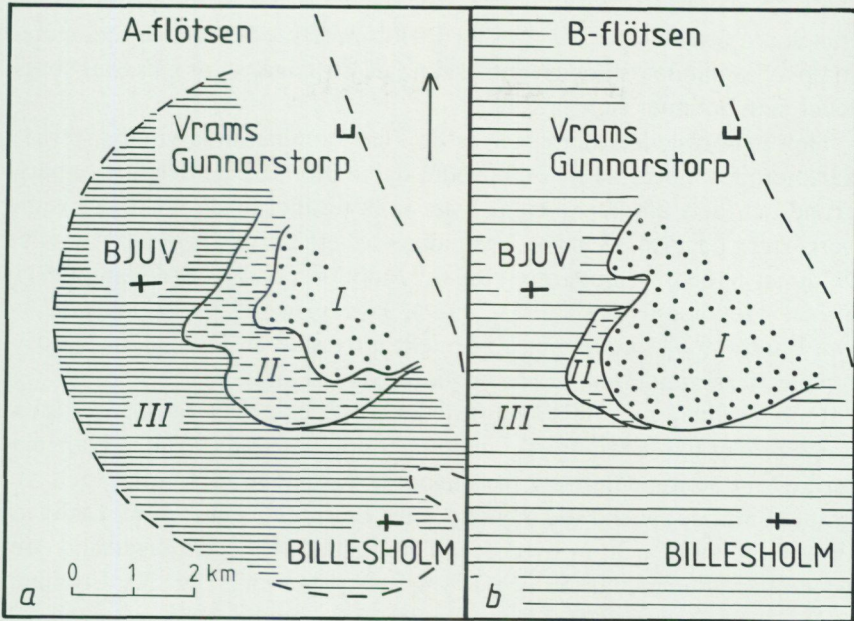 A-flötsen
Vrams
Gunnarstorp
BJUV
I
II
III
BILLESHOLM
0 1 2 km
a
B-flötsen
Vrams
Gunnarstorp
BJUV
I
II
III
BILLESHOLM
b